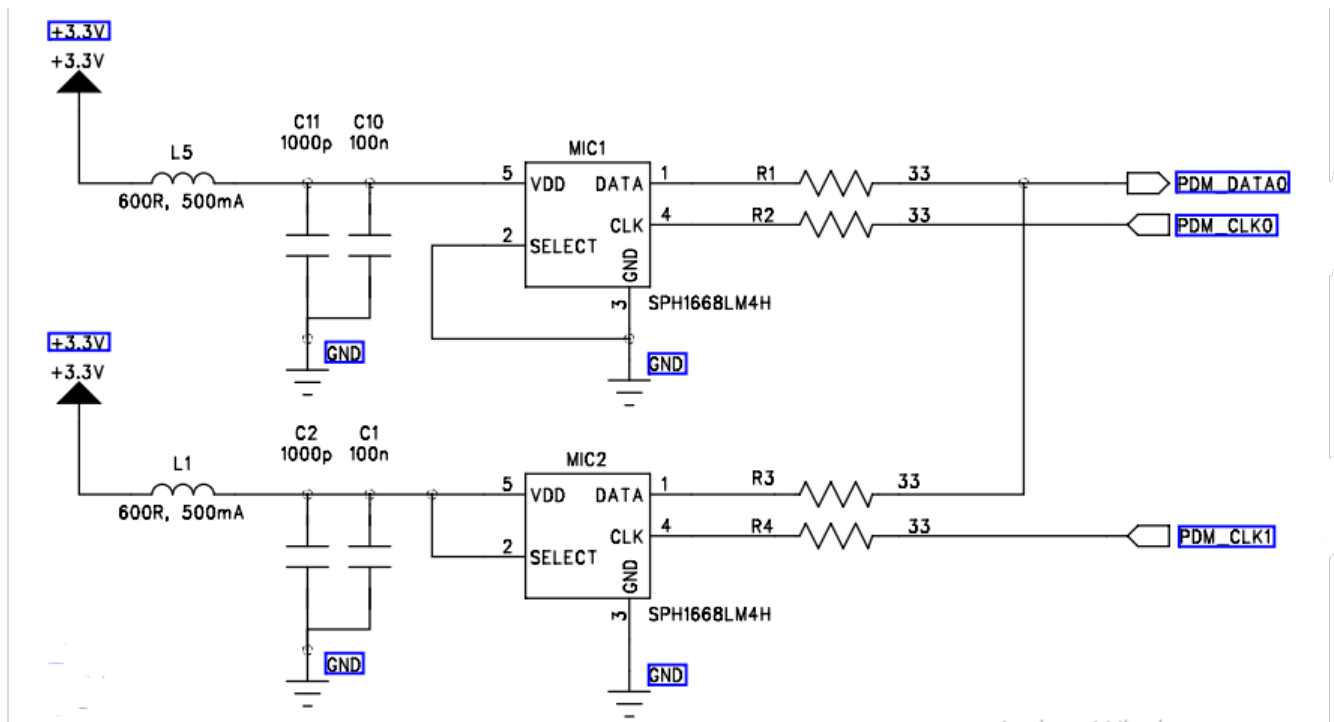 +3.3V
+3.3V
L5
600R, 500mA
C11
1000p
C10
100n
MIC1
5
VDD
DATA
1
R1
33
PDM_DATA0
CLK
4
R2
33
PDM_CLK0
2
SELECT
GND
3
SPH1668LM4H
GND
GND
+3.3V
+3.3V
L1
600R, 500mA
C2
1000p
C1
100n
MIC2
5
VDD
DATA
1
R3
33
CLK
4
R4
33
PDM_CLK1
2
SELECT
GND
3
SPH1668LM4H
GND
GND